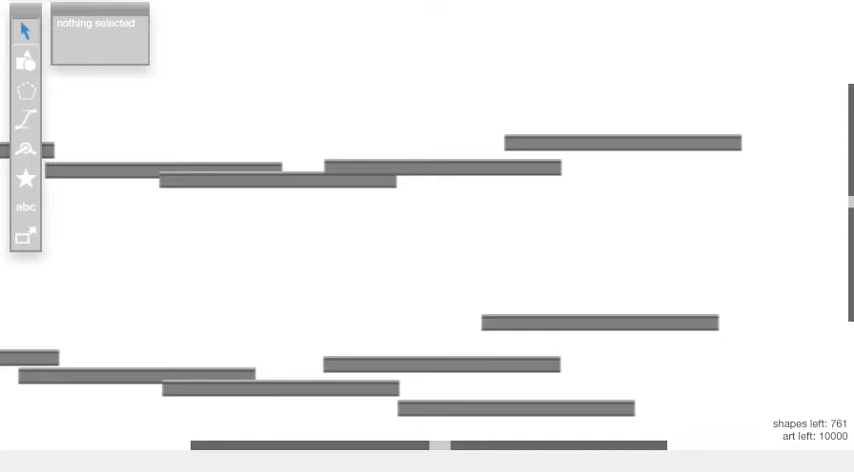 nothing selected
abc
shapes left: 761
art left: 10000